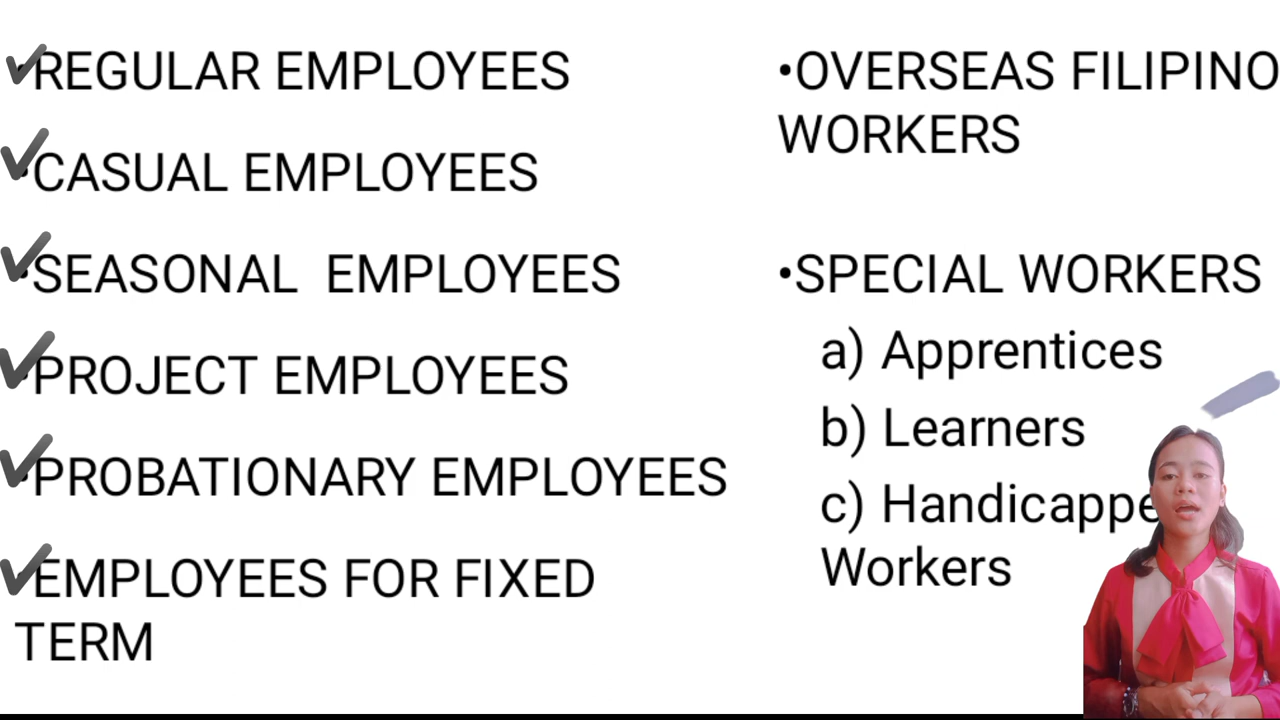 •REGULAR EMPLOYEES
•CASUAL EMPLOYEES
•SEASONAL EMPLOYEES
•PROJECT EMPLOYEES
•PROBATIONARY EMPLOYEES
•EMPLOYEES FOR FIXED
TERM
•OVERSEAS FILIPINO
WORKERS
•SPECIAL WORKERS
a) Apprentices
b) Learners
c) Handicappe
Workers